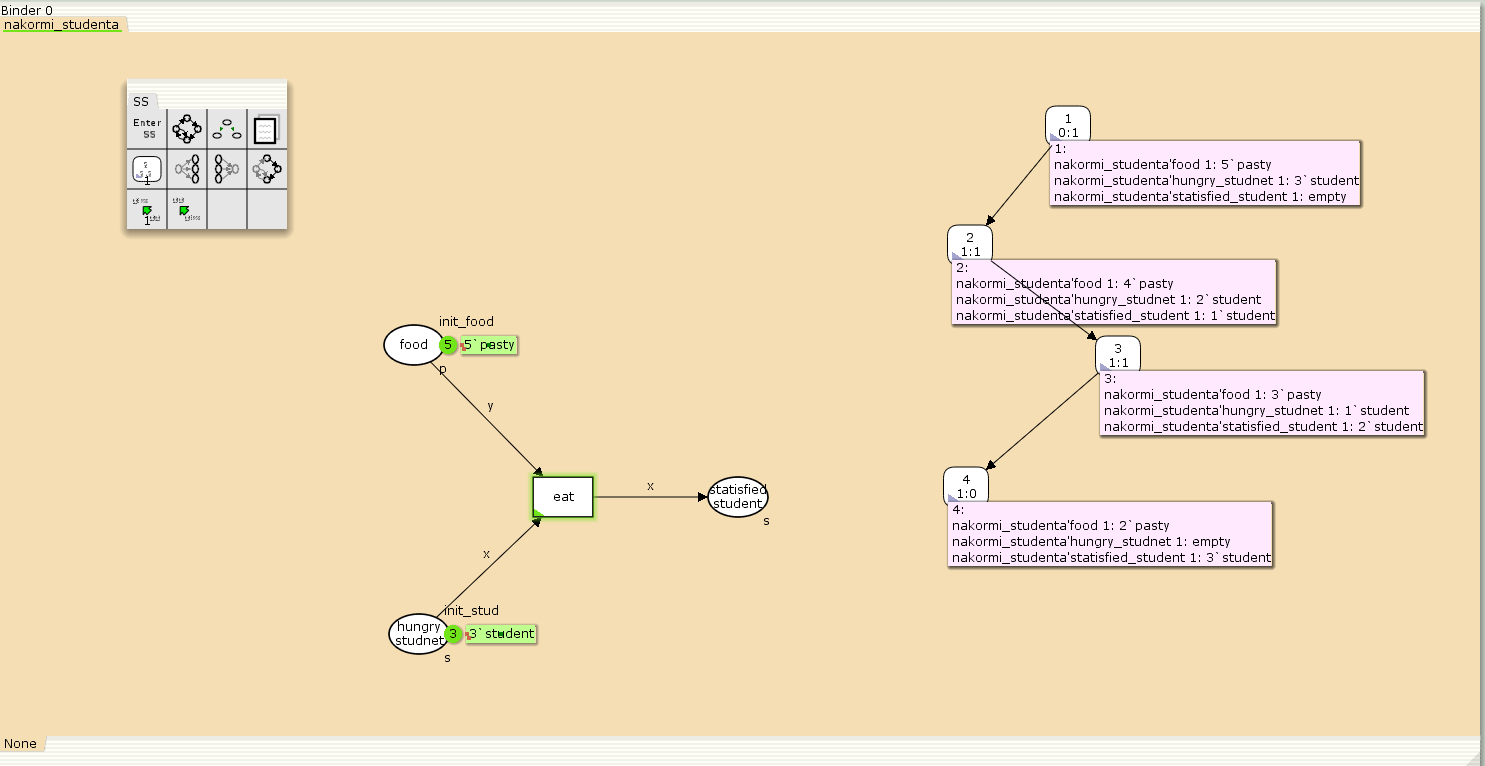 Binder 0
nakormi_studenta
SS
Enter
SS
1
1
init_food
food
5
5`pasty
p
y
eat
x
statisfied
student
s
x
init_stud
hungry
studnet
3
3`student
s
1
0:1
1:
nakormi_studenta'food 1: 5`pasty
nakormi_studenta'hungry_studnet 1: 3`student
nakormi_studenta'statisfied_student 1: empty
2
1:1
2:
nakormi_studenta'food 1: 4`pasty
nakormi_studenta'hungry_studnet 1: 2`student
nakormi_studenta'statisfied_student 1: 1`student
3
1:1
3:
nakormi_studenta'food 1: 3`pasty
nakormi_studenta'hungry_studnet 1: 1`student
nakormi_studenta'statisfied_student 1: 2`student
4
1:0
4:
nakormi_studenta'food 1: 2`pasty
nakormi_studenta'hungry_studnet 1: empty
nakormi_studenta'statisfied_student 1: 3`student
None